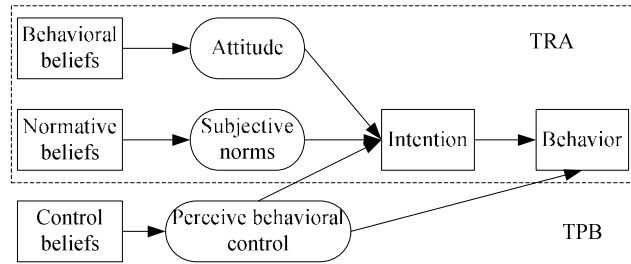 Behavioral
beliefs
Attitude
TRA
Normative
beliefs
Subjective
norms
Intention
Behavior
Control
beliefs
Perceive behavioral
control
TPB